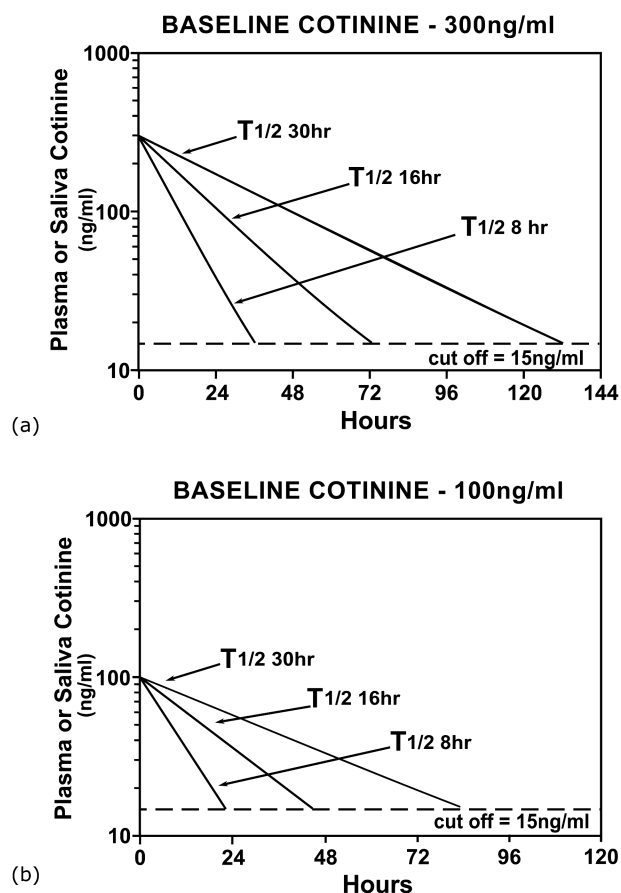 BASELINE COTININE - 300ng/ml
Plasma or Saliva Cotinine
(ng/ml)
1000
100
10
T1/2 30hr
T1/2 16hr
T1/2 8 hr
cut off = 15ng/ml
0 24 48 72 96 120 144
Hours
(a)
BASELINE COTININE - 100ng/ml
Plasma or Saliva Cotinine
(ng/ml)
1000
100
10
T1/2 30hr
T1/2 16hr
T1/2 8hr
cut off = 15ng/ml
0 24 48 72 96 120
Hours
(b)